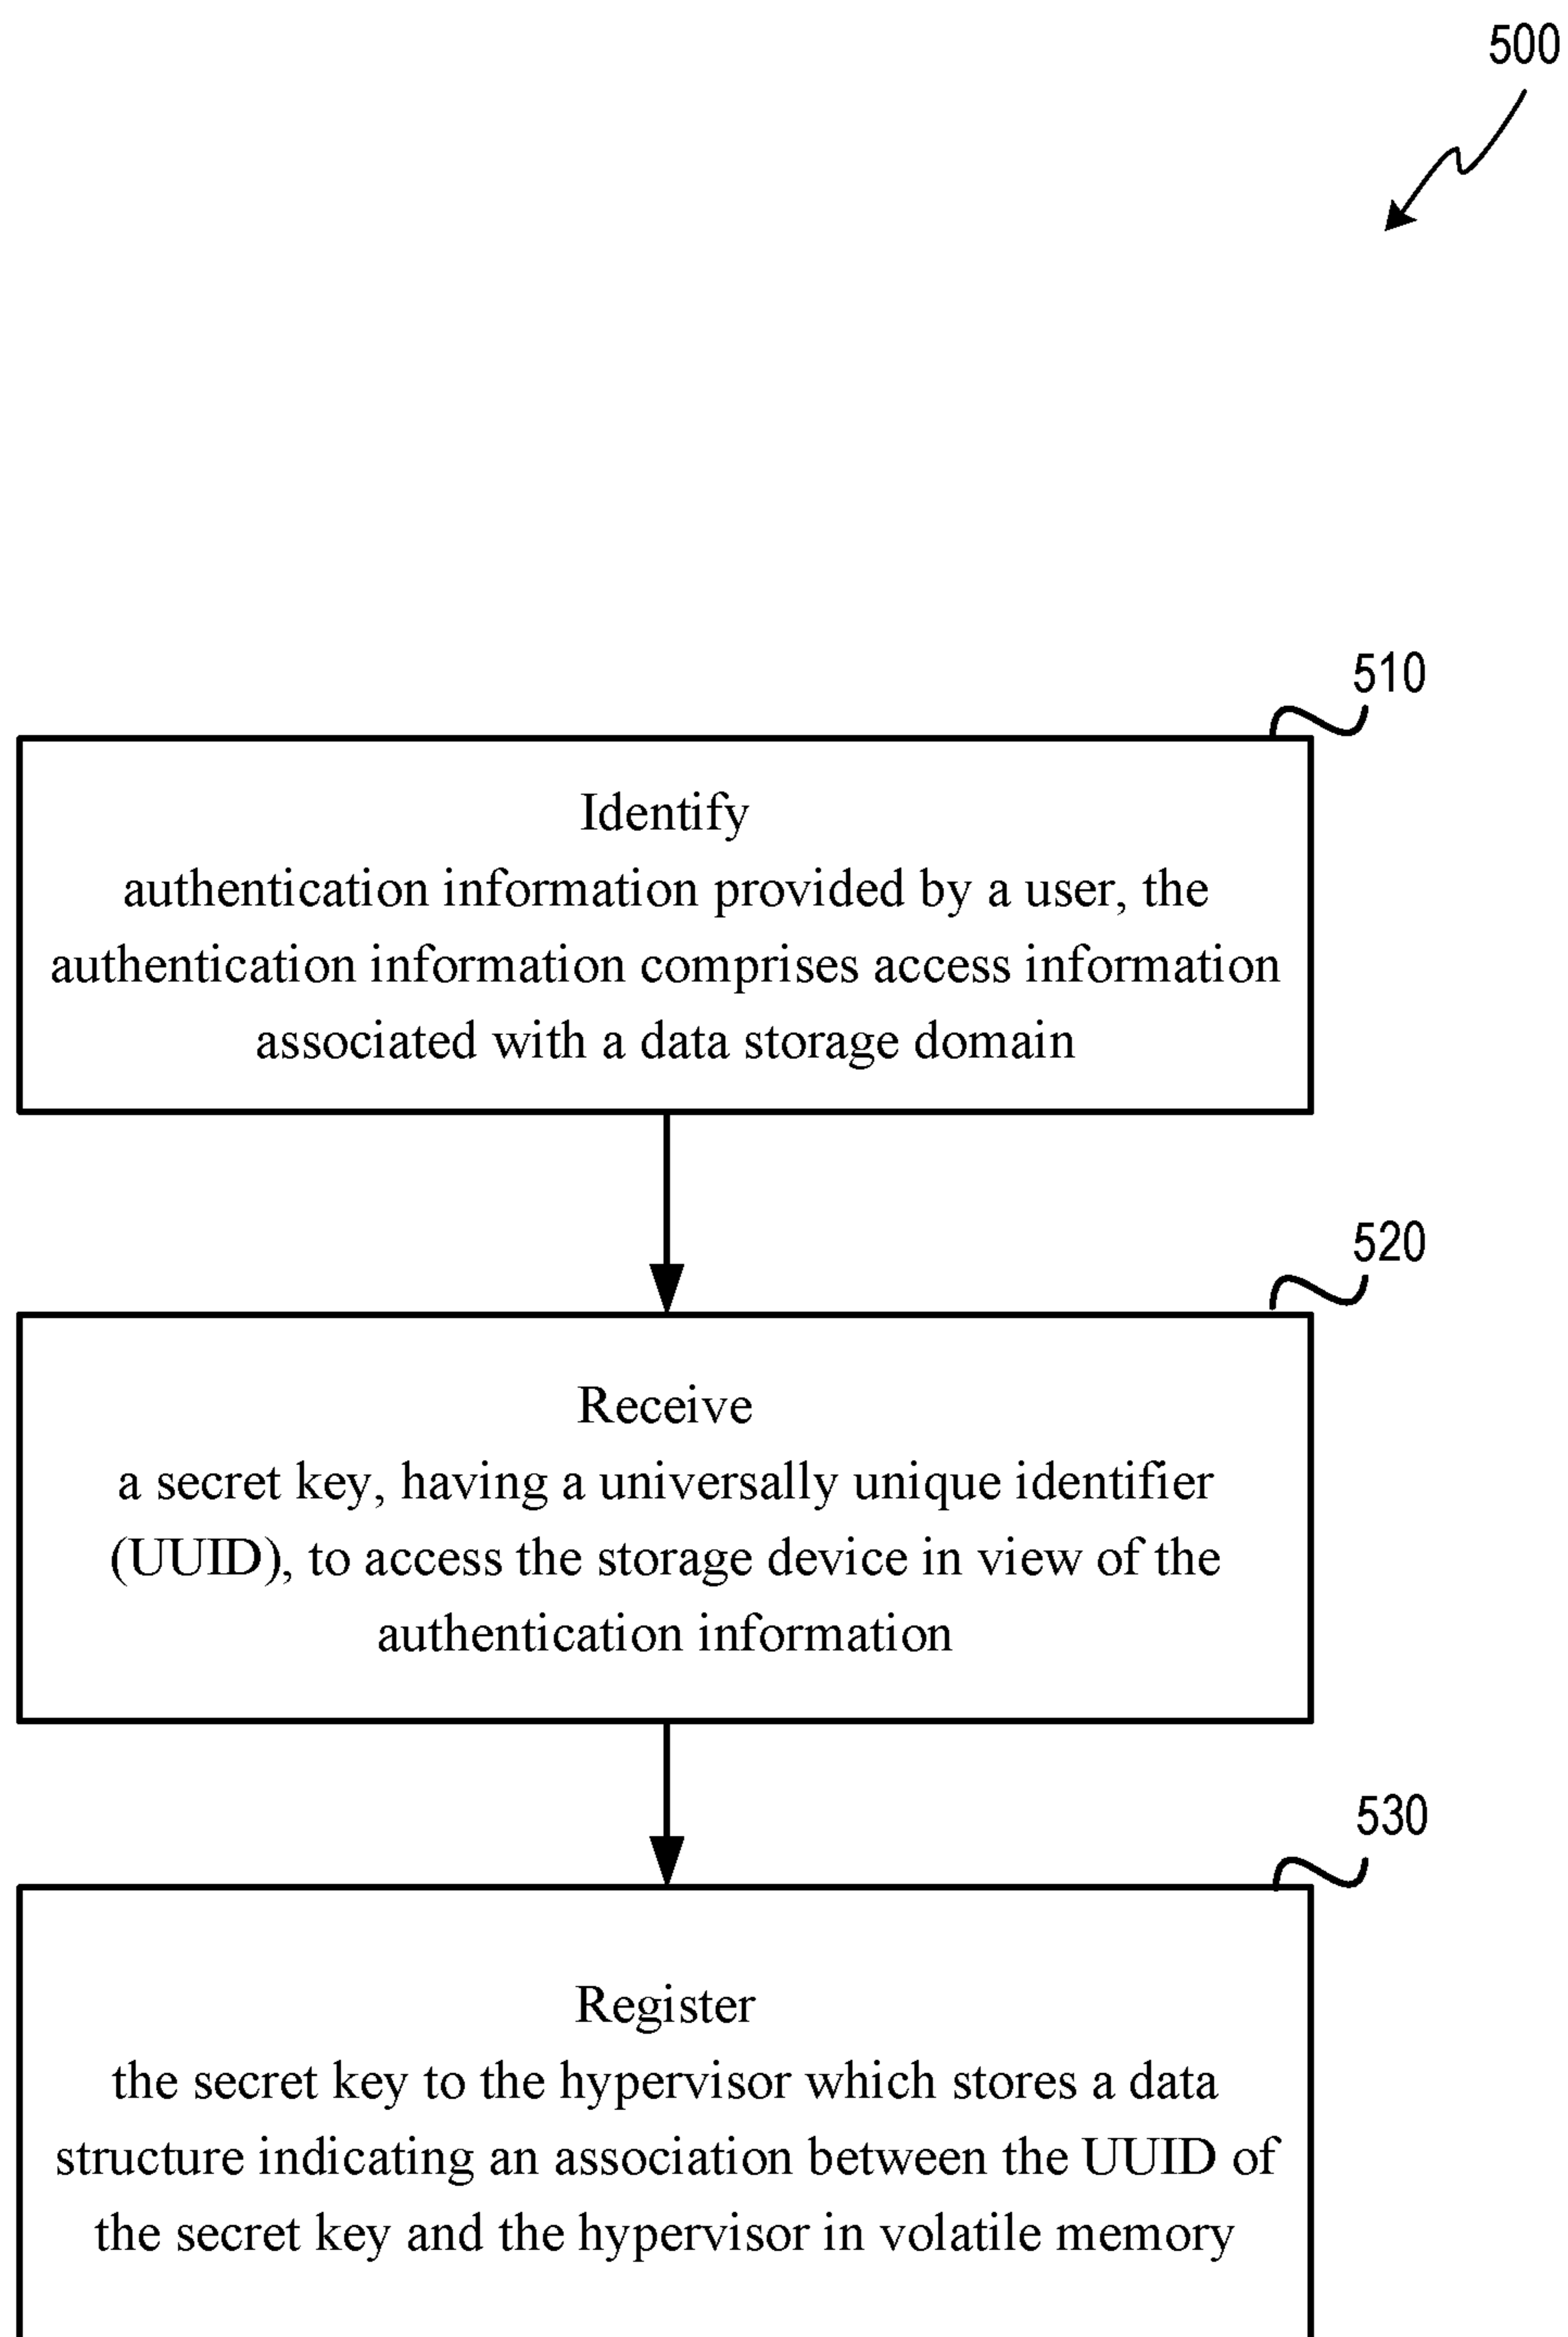 500
510
Identify
authentication information provided by a user, the
authentication information comprises access information
associated with a data storage domain
520
Receive
a secret key, having a universally unique identifier
(UUID), to access the storage device in view of the
authentication information
530
Register
the secret key to the hypervisor which stores a data
structure indicating an association between the UUID of
the secret key and the hypervisor in volatile memory